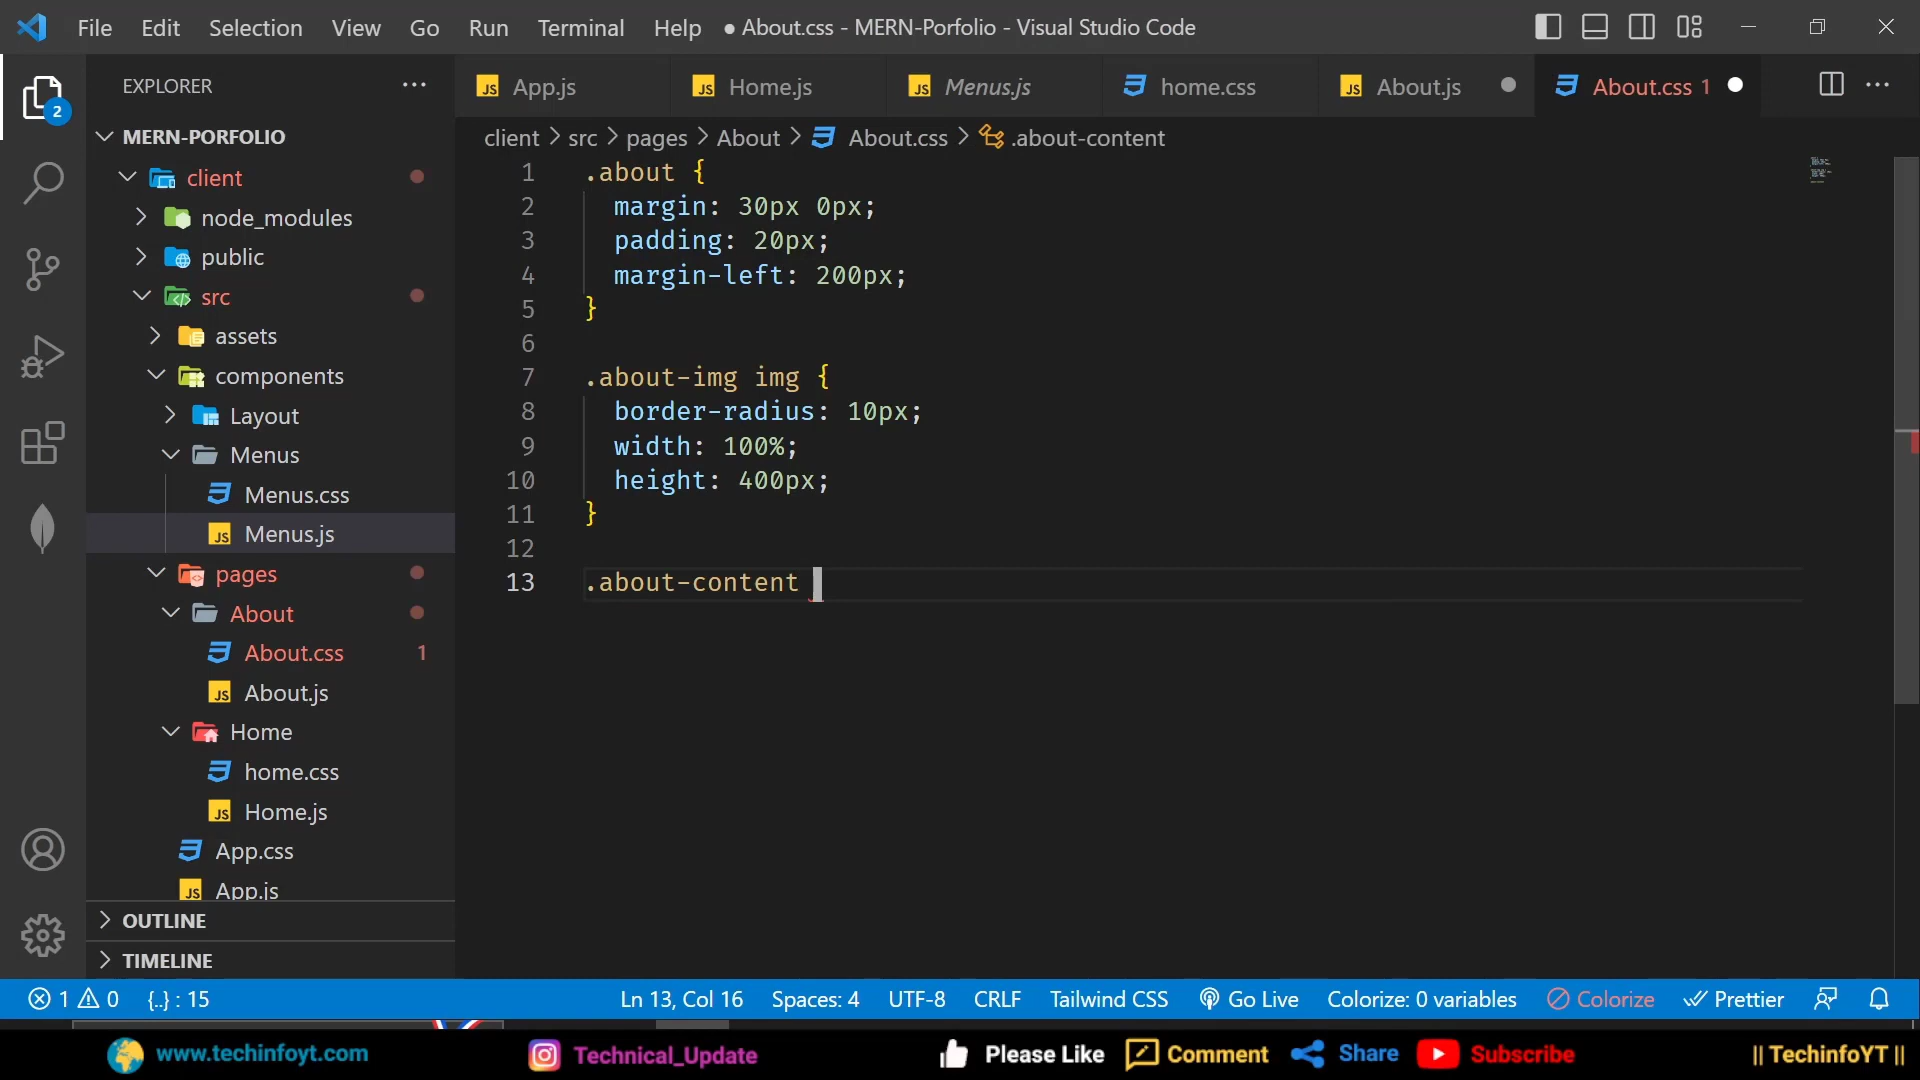 File Edit Selection View Go Run Terminal Help ● About.css - MERN-Porfolio - Visual Studio Code
EXPLORER ...
App.js Home.js Menus.js home.css About.js About.css 1
client > src > pages > About > About.css > .about-content
2
MERN-PORFOLIO
client
node_modules
public
src
assets
components
Layout
Menus
Menus.css
Menus.js
pages
About
About.css 1
About.js
Home
home.css
Home.js
App.css
App.js
OUTLINE
TIMELINE
1 .about {
2 margin: 30px 0px;
3 padding: 20px;
4 margin-left: 200px;
5 }
6
7 .about-img img {
8 border-radius: 10px;
9 width: 100%;
10 height: 400px;
11 }
12
13 .about-content
1 0 {..} : 15 Ln 13, Col 16 Spaces: 4 UTF-8 CRLF Tailwind CSS Go Live Colorize: 0 variables Colorize Prettier
www.techinfoyt.com Technical_Update Please Like Comment Share Subscribe || TechinfoYT ||